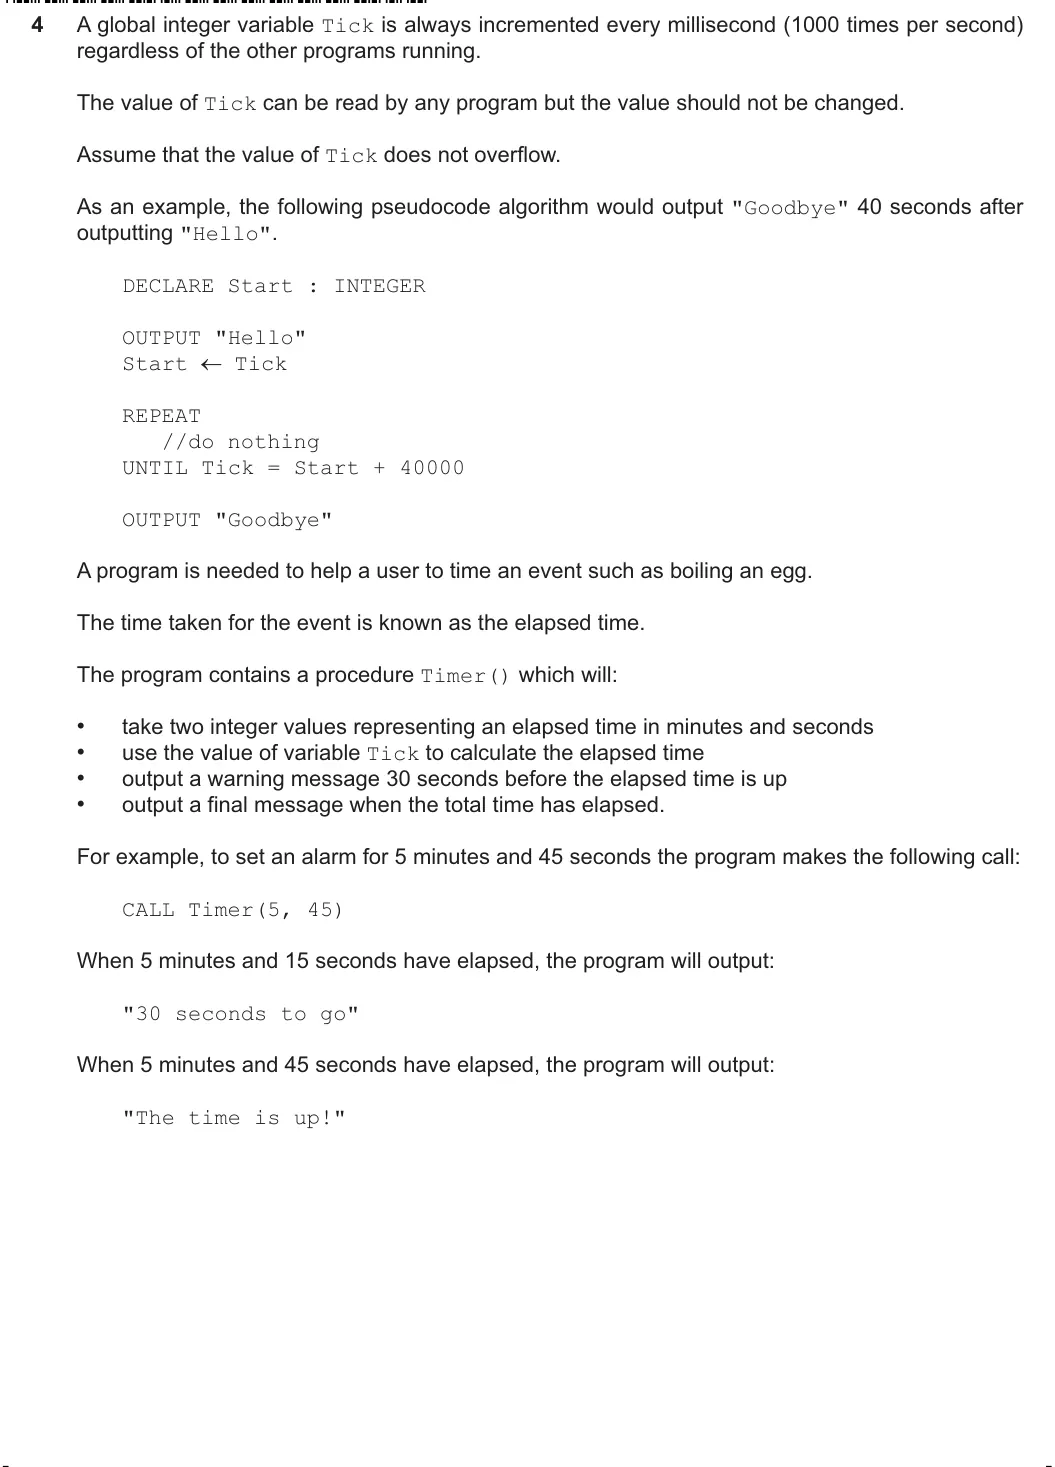 4 A global integer variable Tick is always incremented every millisecond (1000 times per second)
regardless of the other programs running.
The value of Tick can be read by any program but the value should not be changed.
Assume that the value of Tick does not overflow.
As an example, the following pseudocode algorithm would output "Goodbye" 40 seconds after
outputting "Hello".
DECLARE Start : INTEGER
OUTPUT "Hello"
Start ← Tick
REPEAT
//do nothing
UNTIL Tick = Start + 40000
OUTPUT "Goodbye"
A program is needed to help a user to time an event such as boiling an egg.
The time taken for the event is known as the elapsed time.
The program contains a procedure Timer() which will:
• take two integer values representing an elapsed time in minutes and seconds
• use the value of variable Tick to calculate the elapsed time
• output a warning message 30 seconds before the elapsed time is up
• output a final message when the total time has elapsed.
For example, to set an alarm for 5 minutes and 45 seconds the program makes the following call:
CALL Timer(5, 45)
When 5 minutes and 15 seconds have elapsed, the program will output:
"30 seconds to go"
When 5 minutes and 45 seconds have elapsed, the program will output:
"The time is up!"